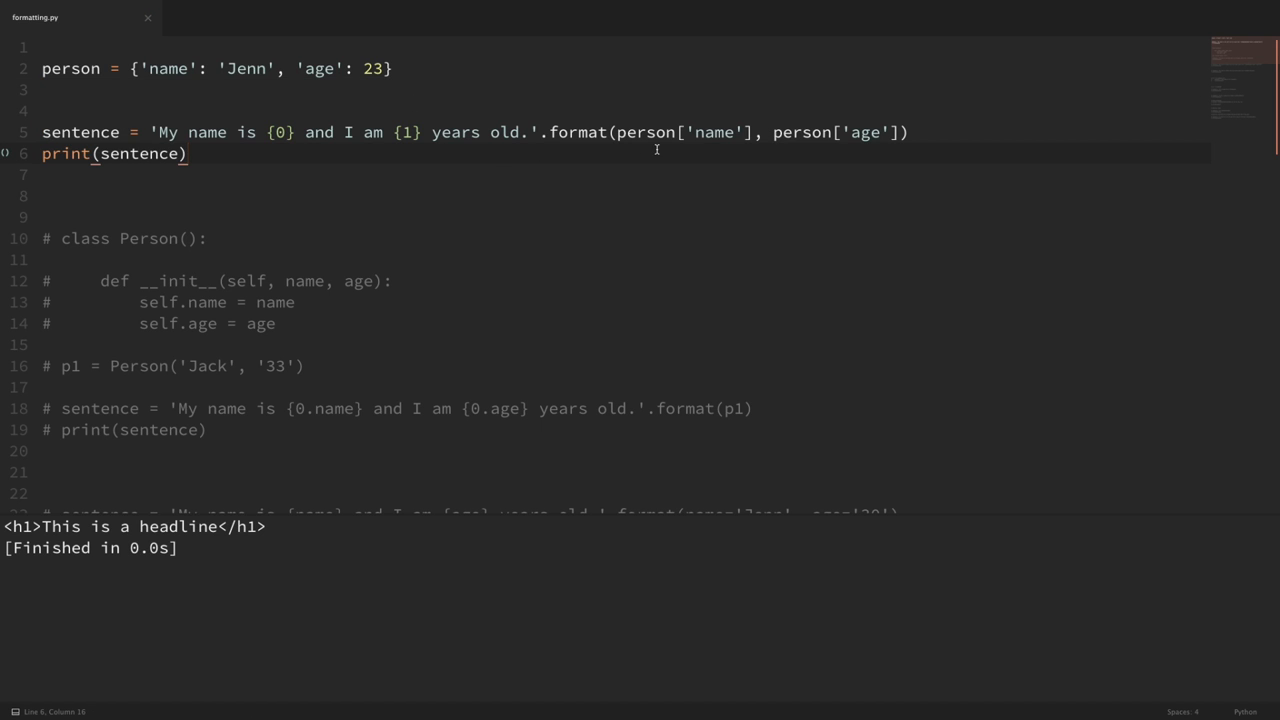 formatting.py ×
1
2 person = {'name': 'Jenn', 'age': 23}
3
4
5 sentence = 'My name is {0} and I am {1} years old.'.format(person['name'], person['age'])
() 6 print(sentence)
7
8
9
10 # class Person():
11
12 #     def __init__(self, name, age):
13 #         self.name = name
14 #         self.age = age
15
16 # p1 = Person('Jack', '33')
17
18 # sentence = 'My name is {0.name} and I am {0.age} years old.'.format(p1)
19 # print(sentence)
20
21
22
<h1>This is a headline</h1>
[Finished in 0.0s]
Line 6, Column 16 Spaces: 4 Python